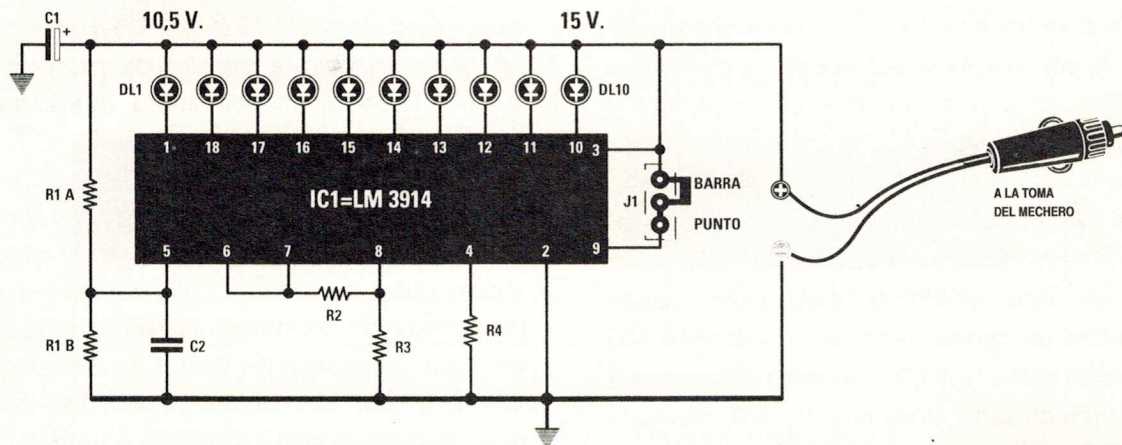 C1
+
10,5 V.
15 V.
DL1
DL10
1
18
17
16
15
14
13
12
11
10
3
IC1=LM 3914
BARRA
J1
PUNTO
R1 A
5
6
7
8
4
2
9
R2
R1 B
C2
R3
R4
+
A LA TOMA
DEL MECHERO